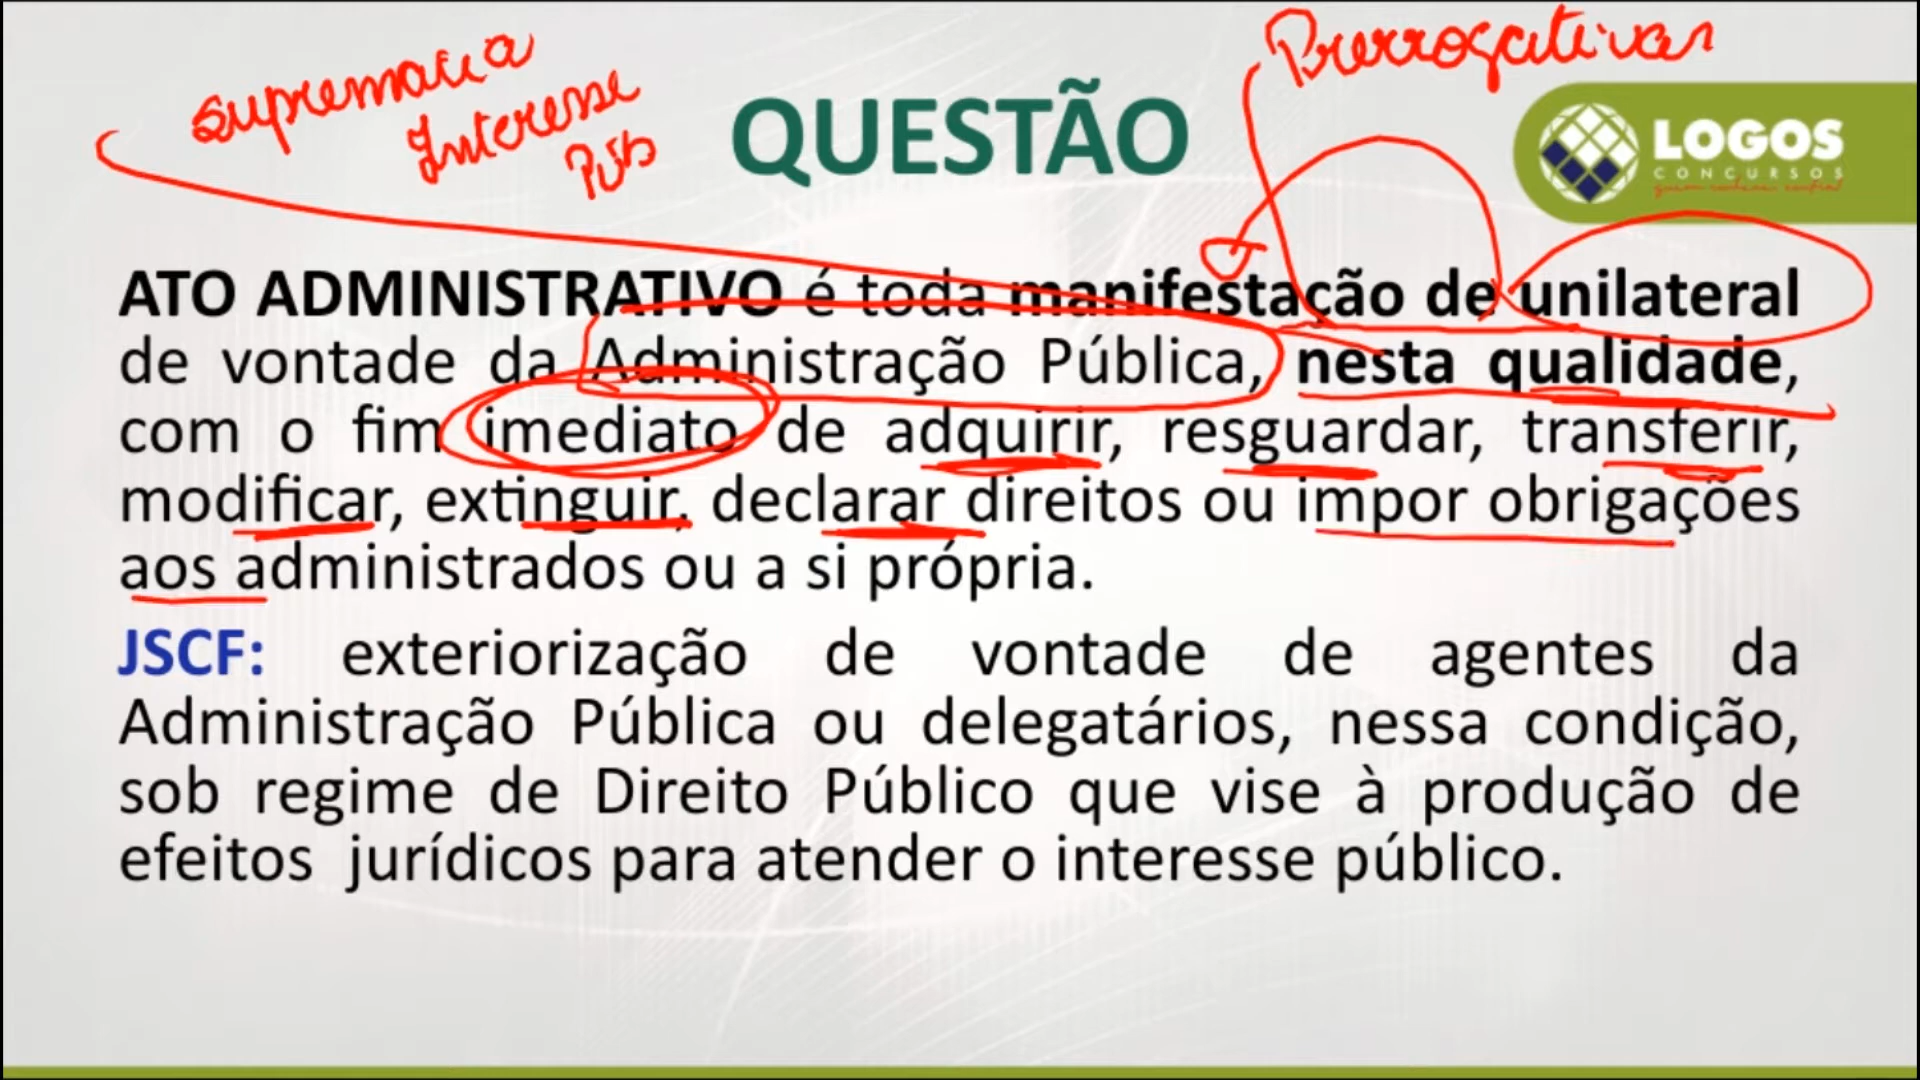 supremacia
Interesse
Púb
Prerrogativas
QUESTÃO
LOGOS
CONCURSOS
ATO ADMINISTRATIVO é toda manifestação de unilateral
de vontade da Administração Pública, nesta qualidade,
com o fim imediato de adquirir, resguardar, transferir,
modificar, extinguir, declarar direitos ou impor obrigações
aos administrados ou a si própria.
JSCF: exteriorização de vontade de agentes da
Administração Pública ou delegatários, nessa condição,
sob regime de Direito Público que vise à produção de
efeitos jurídicos para atender o interesse público.